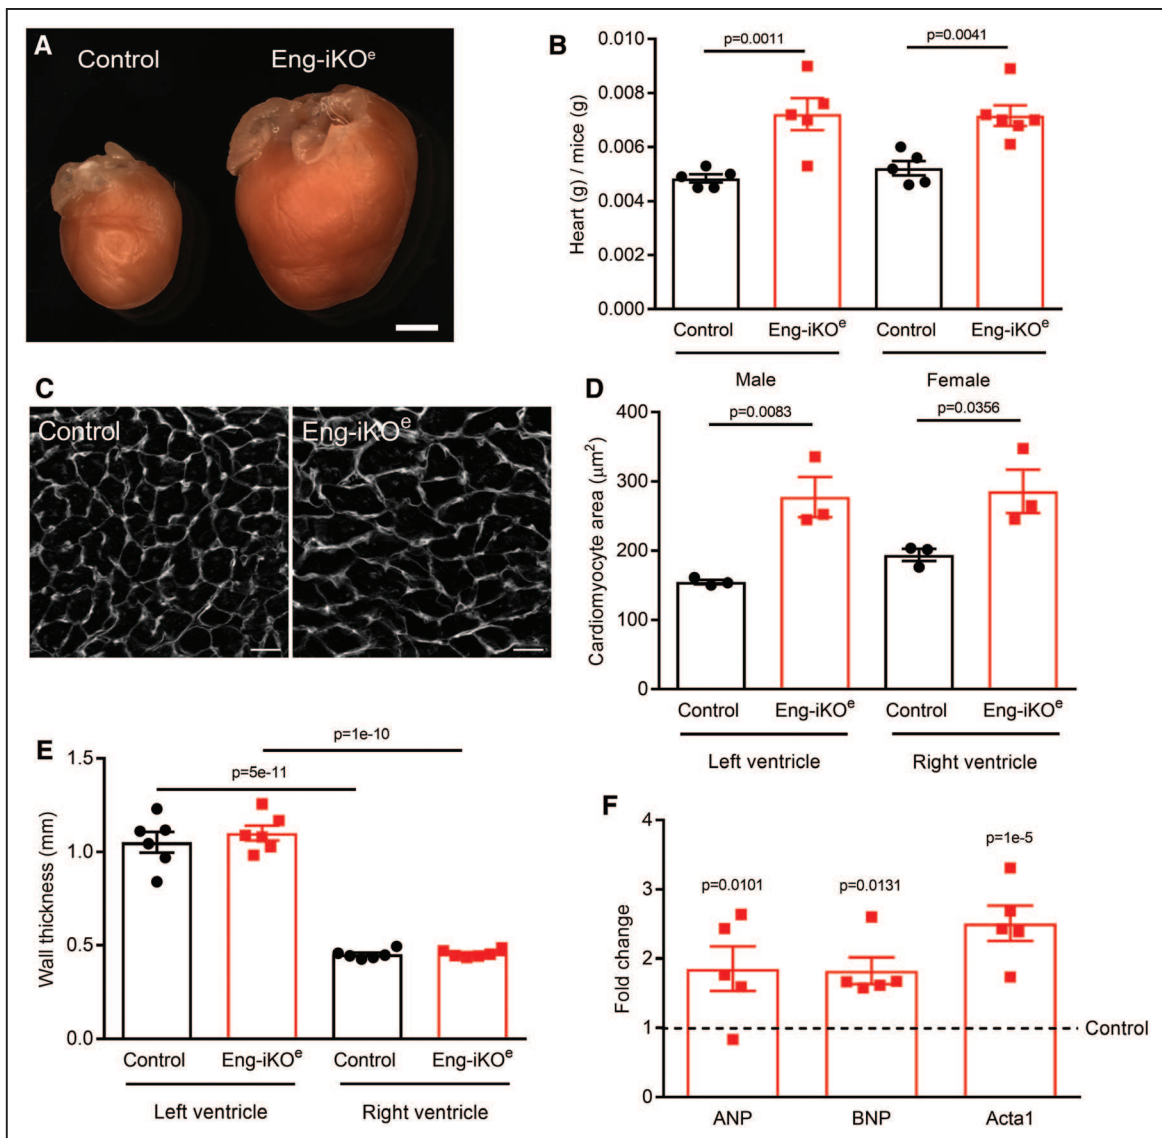 A
Control
Eng-iKOᵉ
B
Heart (g) / mice (g)
0.010
0.008
0.006
0.004
0.002
0.000
p=0.0011
p=0.0041
Control
Eng-iKOᵉ
Control
Eng-iKOᵉ
Male
Female
C
Control
Eng-iKOᵉ
D
Cardiomyocyte area (μm²)
400
300
200
100
0
p=0.0083
p=0.0356
Control
Eng-iKOᵉ
Control
Eng-iKOᵉ
Left ventricle
Right ventricle
E
Wall thickness (mm)
1.5
1.0
0.5
0.0
p=1e-10
p=5e-11
Control
Eng-iKOᵉ
Control
Eng-iKOᵉ
Left ventricle
Right ventricle
F
Fold change
4
3
2
1
0
p=0.0101
p=0.0131
p=1e-5
Control
ANP
BNP
Acta1